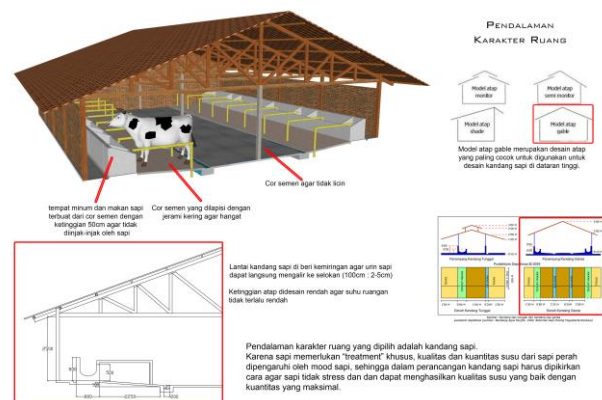 PENDALAMAN
KARAKTER RUANG
Model atap
monitor
Model atap
semi monitor
Model atap
shade
Model atap
gable
Model atap gable merupakan desain atap
yang paling cocok untuk digunakan untuk
desain kandang sapi di dataran tinggi.
Cor semen agar tidak licin
tempat minum dan makan sapi
terbuat dari cor semen dengan
ketinggian 50cm agar tidak
diinjak-injak oleh sapi
Cor semen yang dilapisi dengan
jerami kering agar hangat
Lantai kandang sapi di beri kemiringan agar urin sapi
dapat langsung mengalir ke selokan (100cm : 2-5cm)
Ketinggian atap didesain rendah agar suhu ruangan
tidak terlalu rendah
Pendalaman karakter ruang yang dipilih adalah kandang sapi.
Karena sapi memerlukan "treatment" khusus, kualitas dan kuantitas susu dari sapi perah
dipengaruhi oleh mood sapi, sehingga dalam perancangan kandang sapi harus dipikirkan
cara agar sapi tidak stress dan dan dapat menghasilkan kualitas susu yang baik dengan
kuantitas yang maksimal.